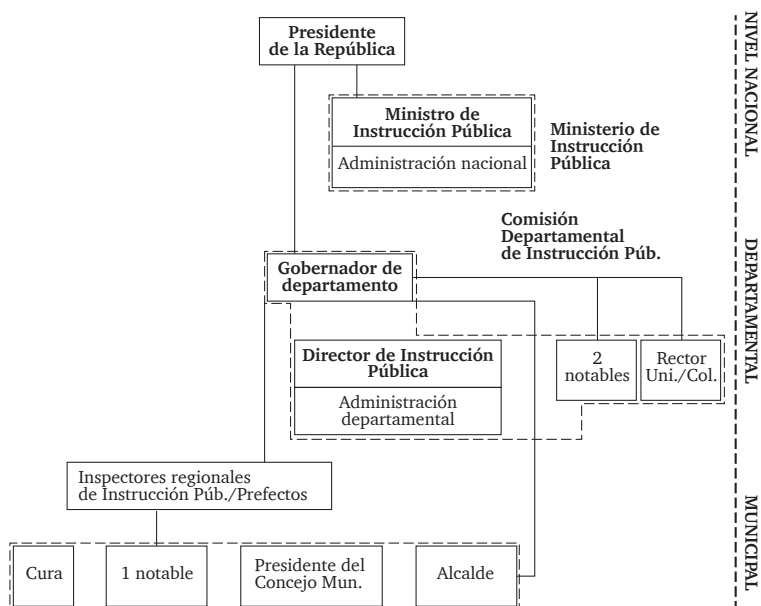 Presidente
de la República
Ministro de
Instrucción Pública
Administración nacional
Ministerio de
Instrucción
Pública
NIVEL NACIONAL
Comisión
Departamental
de Instrucción Púb.
Gobernador de
departamento
Director de Instrucción
Pública
Administración
departamental
2
notables
Rector
Uni./Col.
DEPARTAMENTAL
Inspectores regionales
de Instrucción Púb./Prefectos
Cura
1 notable
Presidente del
Concejo Mun.
Alcalde
MUNICIPAL